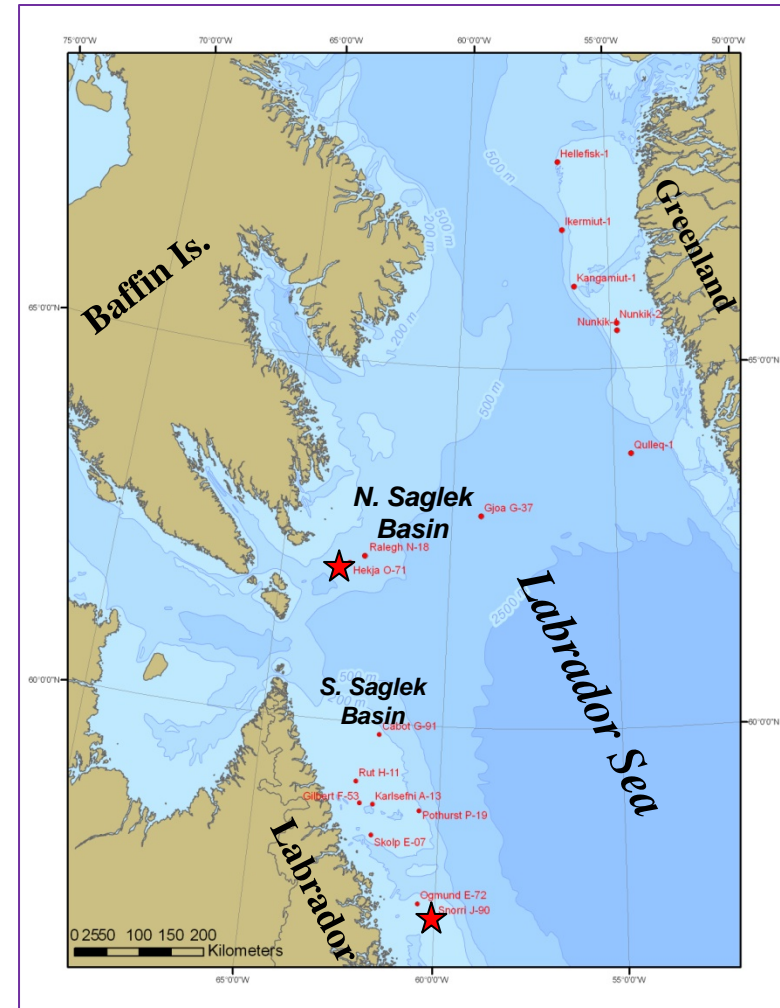 75°0'0"W
70°0'0"W
65°0'0"W
60°0'0"W
55°0'0"W
50°0'0"W
Hellefisk-1
500 m
Greenland
500 m
200 m
Ikermiut-1
Baffin Is.
Kangamiut-1
65°0'0"N
200 m
Nunkik-2
Nunkik-
65°0'0"N
500 m
Qulleq-1
N. Saglek
Basin
Gjoa G-37
Ralegh N-18
Hekja O-71
2500 m
Labrador Sea
60°0'0"N
500 m
S. Saglek
Basin
200 m
60°0'0"N
Cabot G-91
Rut H-11
Gilbert F-53
Karlsefni A-13
Pothurst P-19
Skolp E-07
Labrador
Ogmund E-72
Snorri J-90
0 2550 100 150 200
Kilometers
65°0'0"W
60°0'0"W
55°0'0"W